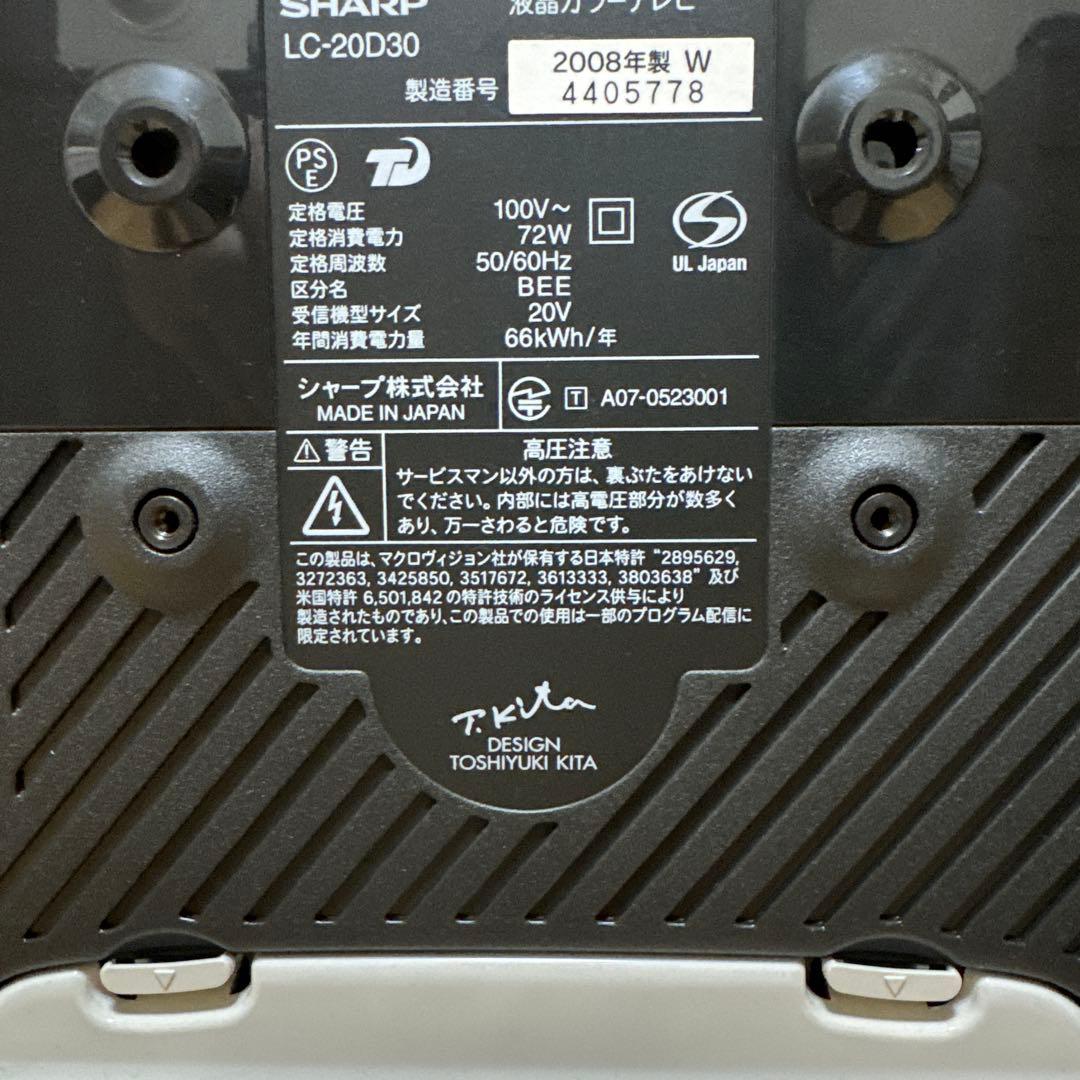 SHARP 液晶カラーテレビ
LC-20D30
2008年製 W
製造番号 4405778
PS
E
定格電圧 100V～
定格消費電力 72W
定格周波数 50/60Hz
区分名 BEE
受信機型サイズ 20V
年間消費電力量 66kWh/年
UL Japan
シャープ株式会社
MADE IN JAPAN
T A07-0523001
警告
高圧注意
サービスマン以外の方は、裏ぶたをあけない
でください。内部には高電圧部分が数多く
あり、万一さわると危険です。
この製品は、マクロヴィジョン社が保有する日本特許 "2895629,
3272363, 3425850, 3517672, 3613333, 3803638" 及び
米国特許 6,501,842 の特許技術のライセンス供与により
製造されたものであり、この製品での使用は一部のプログラム配信に
限定されています。
T.Kita
DESIGN
TOSHIYUKI KITA